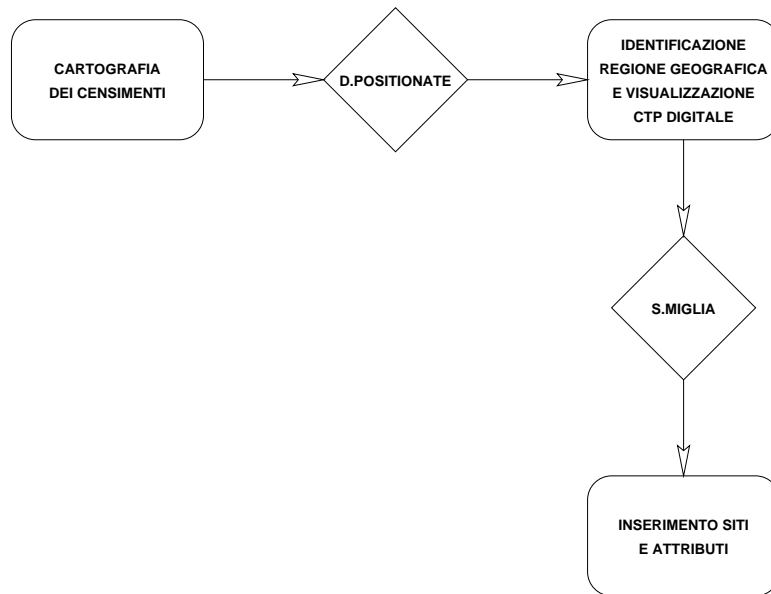 CARTOGRAFIA
DEI CENSIMENTI
D.POSITIONATE
IDENTIFICAZIONE
REGIONE GEOGRAFICA
E VISUALIZZAZIONE
CTP DIGITALE
S.MIGLIA
INSERIMENTO SITI
E ATTRIBUTI